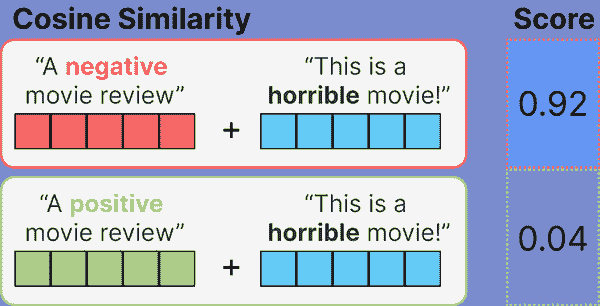 Cosine Similarity Score
“A negative “This is a
movie review” horrible movie!”
+
0.92
“A positive “This is a
movie review” horrible movie!”
+
0.04